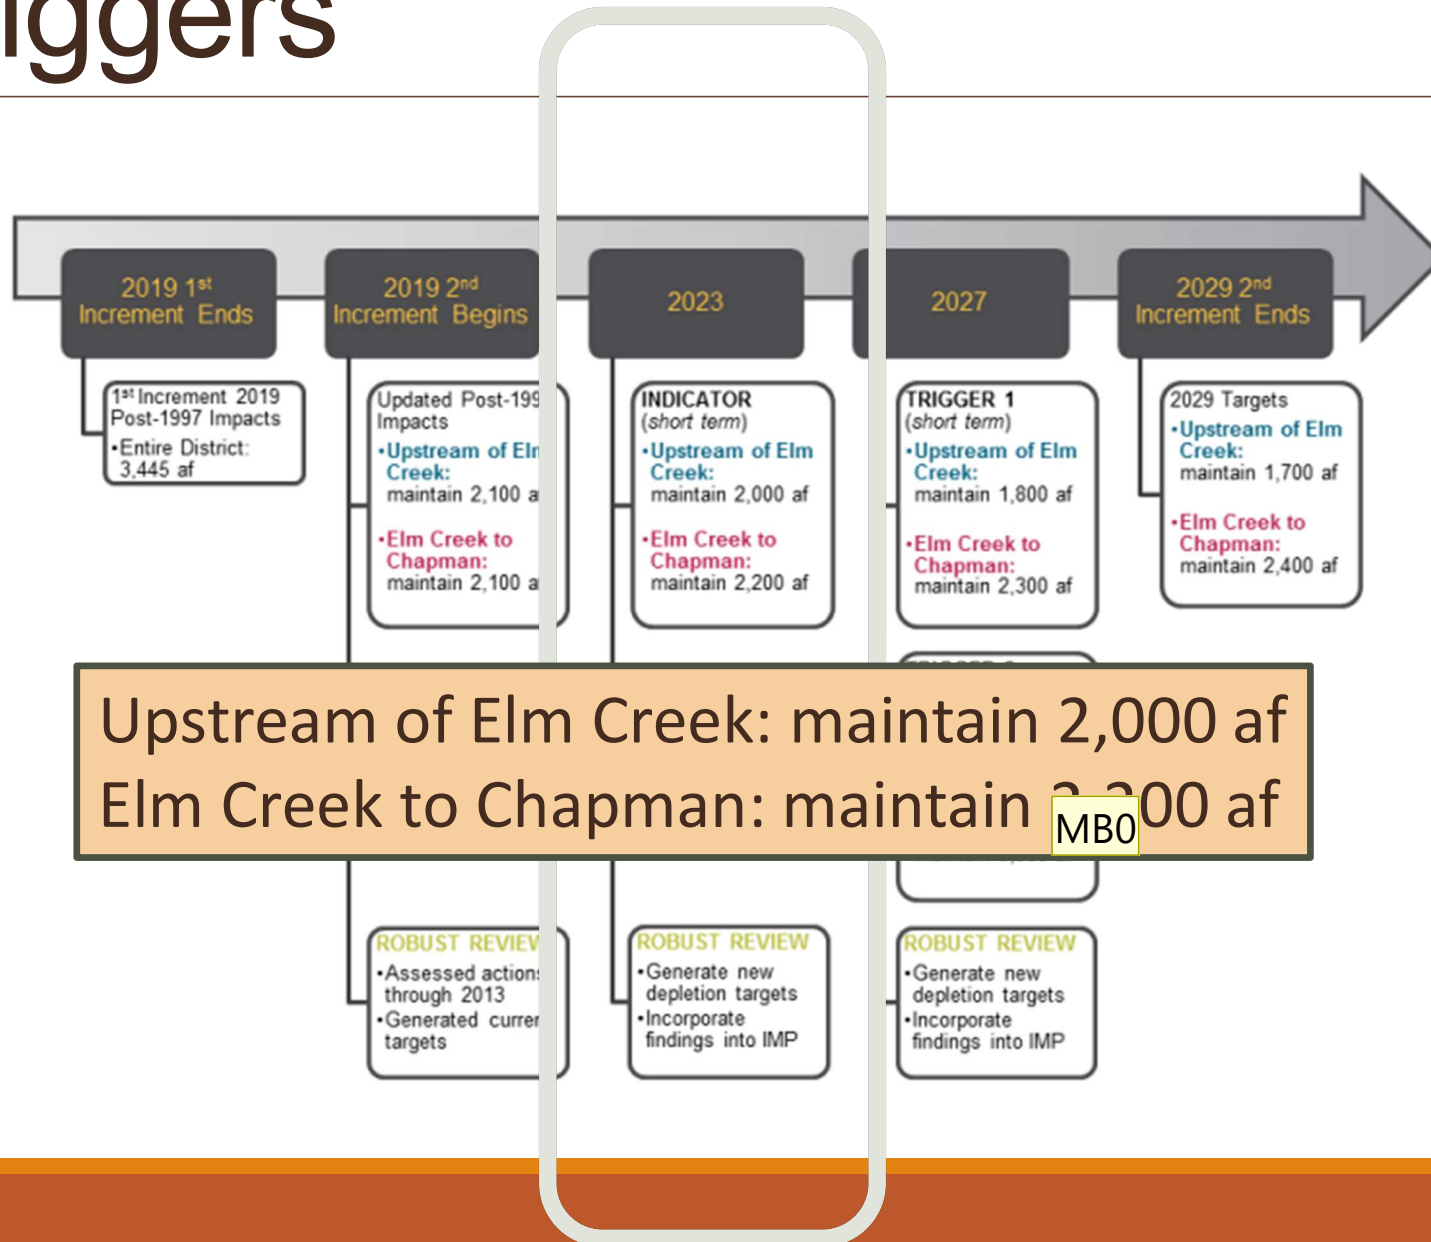 iggers
2019 1st
Increment Ends
2019 2nd
Increment Begins
2023
2027
2029 2nd
Increment Ends
1st Increment 2019
Post-1997 Impacts
•Entire District:
3,445 af
Updated Post-199
Impacts
•Upstream of Elm
Creek:
maintain 2,100 a
•Elm Creek to
Chapman:
maintain 2,100 a
INDICATOR
(short term)
•Upstream of Elm
Creek:
maintain 2,000 af
•Elm Creek to
Chapman:
maintain 2,200 af
TRIGGER 1
(short term)
•Upstream of Elm
Creek:
maintain 1,800 af
•Elm Creek to
Chapman:
maintain 2,300 af
2029 Targets
•Upstream of Elm
Creek:
maintain 1,700 af
•Elm Creek to
Chapman:
maintain 2,400 af
Upstream of Elm Creek: maintain 2,000 af
Elm Creek to Chapman: maintain 00 af
MB0
ROBUST REVIEW
•Assessed actions
through 2013
•Generated curren
targets
ROBUST REVIEW
•Generate new
depletion targets
•Incorporate
findings into IMP
ROBUST REVIEW
•Generate new
depletion targets
•Incorporate
findings into IMP